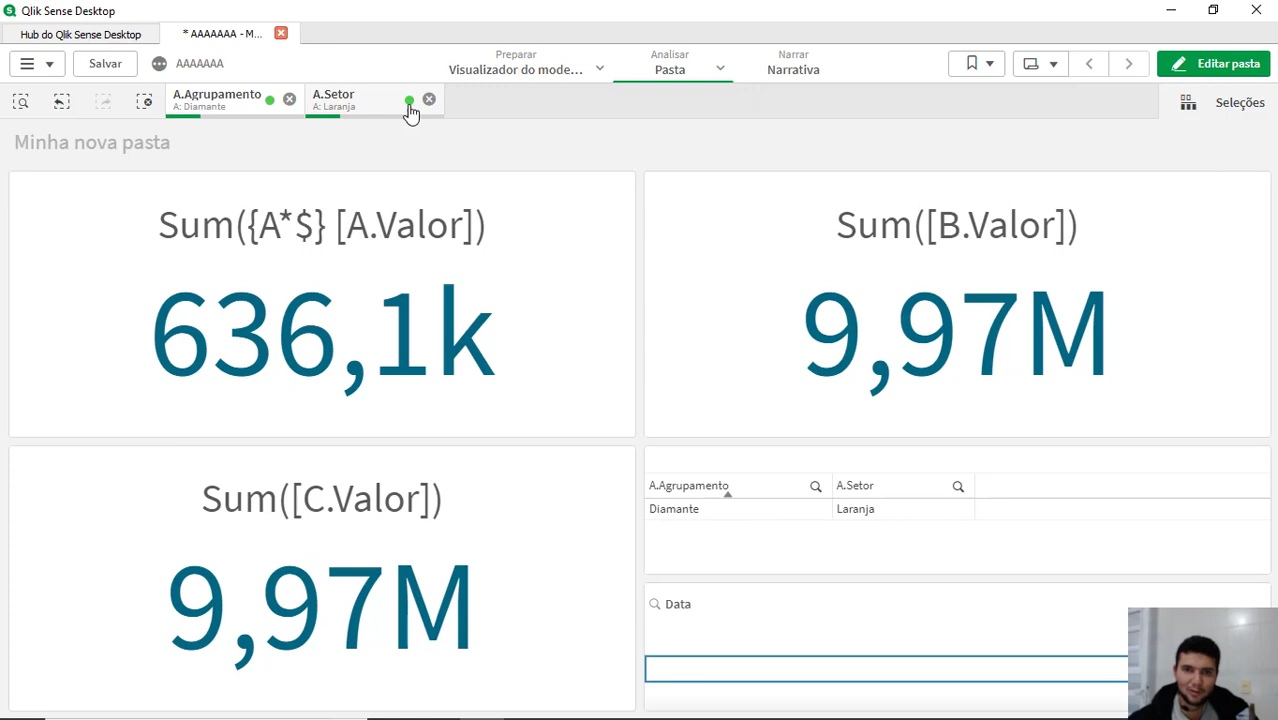 Qlik Sense Desktop
Hub do Qlik Sense Desktop
* AAAAAAA - M...
Salvar
AAAAAAA
Preparar
Visualizador do mode...
Analisar
Pasta
Narrar
Narrativa
Editar pasta
A.Agrupamento
A: Diamante
A.Setor
A: Laranja
Seleções
Minha nova pasta
Sum({A*$} [A.Valor])
636,1k
Sum([B.Valor])
9,97M
Sum([C.Valor])
9,97M
A.Agrupamento
A.Setor
Diamante
Laranja
Data